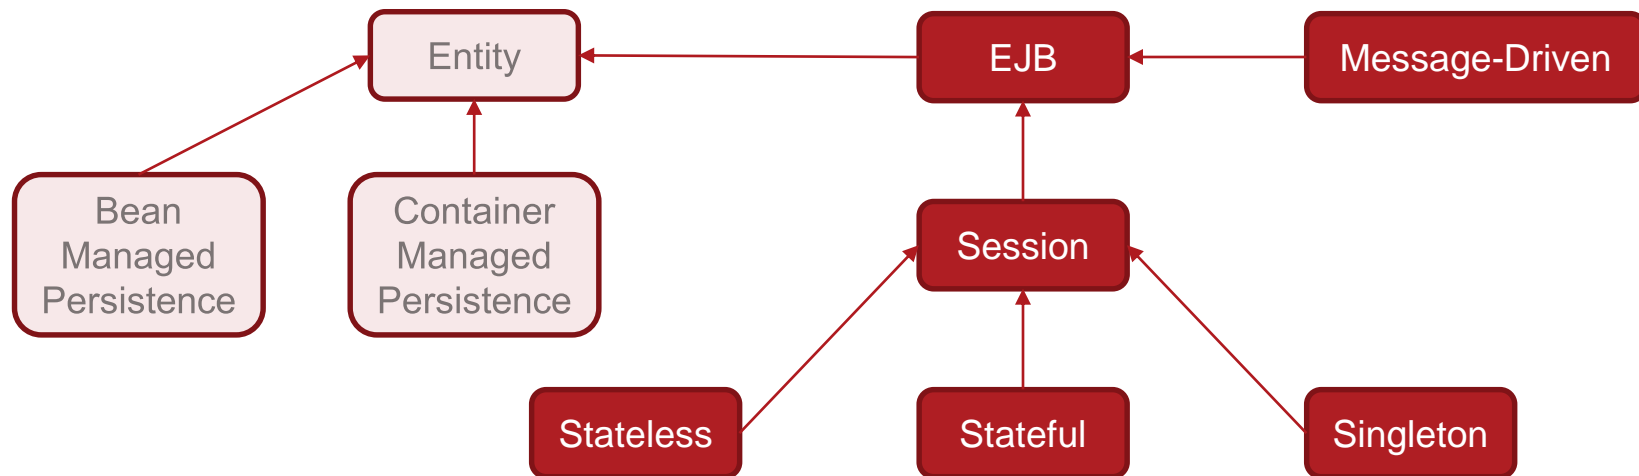 Entity
EJB
Message-Driven
Bean
Managed
Persistence
Container
Managed
Persistence
Session
Stateless
Stateful
Singleton